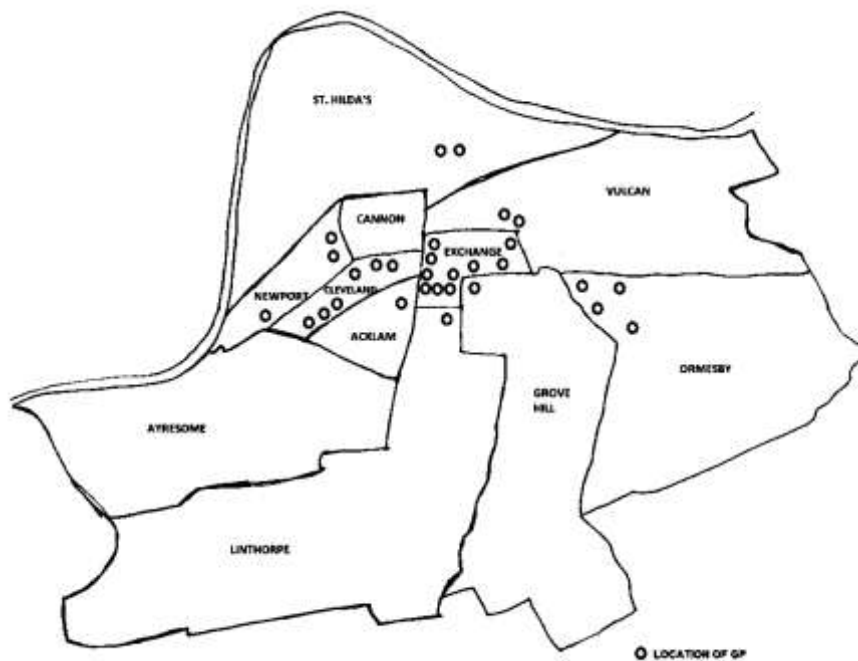 ST. HILDA'S
VULCAN
CANNON
EXCHANGE
NEWPORT
CLEVELAND
ACKLAM
ORMESBY
GROVE
HILL
AYRESOME
LINTHORPE
LOCATION OF GP